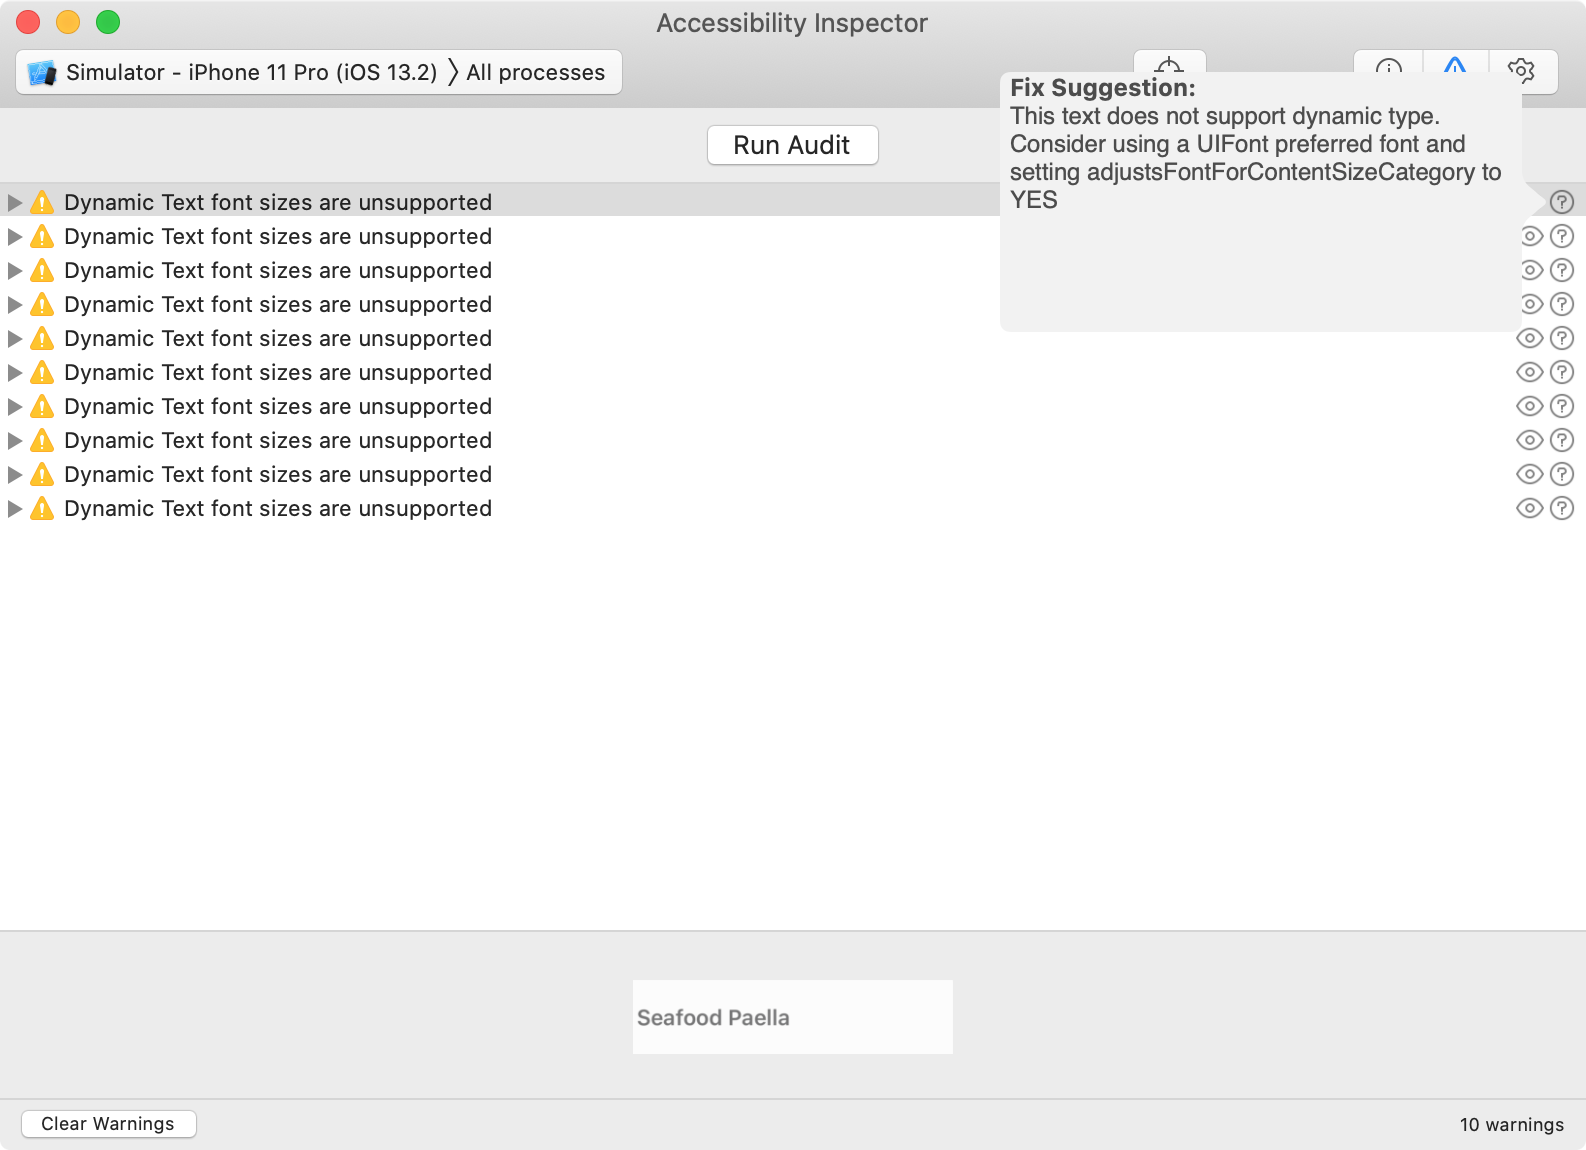 Accessibility Inspector
Simulator - iPhone 11 Pro (iOS 13.2) 〉All processes
Run Audit
Fix Suggestion:
This text does not support dynamic type.
Consider using a UIFont preferred font and
setting adjustsFontForContentSizeCategory to
YES
Dynamic Text font sizes are unsupported
Dynamic Text font sizes are unsupported
Dynamic Text font sizes are unsupported
Dynamic Text font sizes are unsupported
Dynamic Text font sizes are unsupported
Dynamic Text font sizes are unsupported
Dynamic Text font sizes are unsupported
Dynamic Text font sizes are unsupported
Dynamic Text font sizes are unsupported
Dynamic Text font sizes are unsupported
Seafood Paella
Clear Warnings
10 warnings